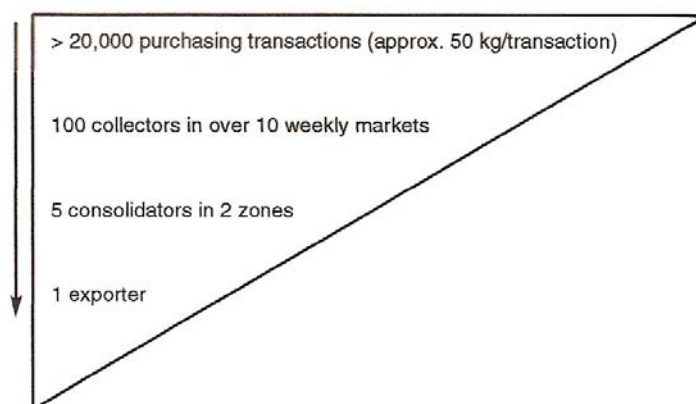 > 20,000 purchasing transactions (approx. 50 kg/transaction)
100 collectors in over 10 weekly markets
5 consolidators in 2 zones
1 exporter